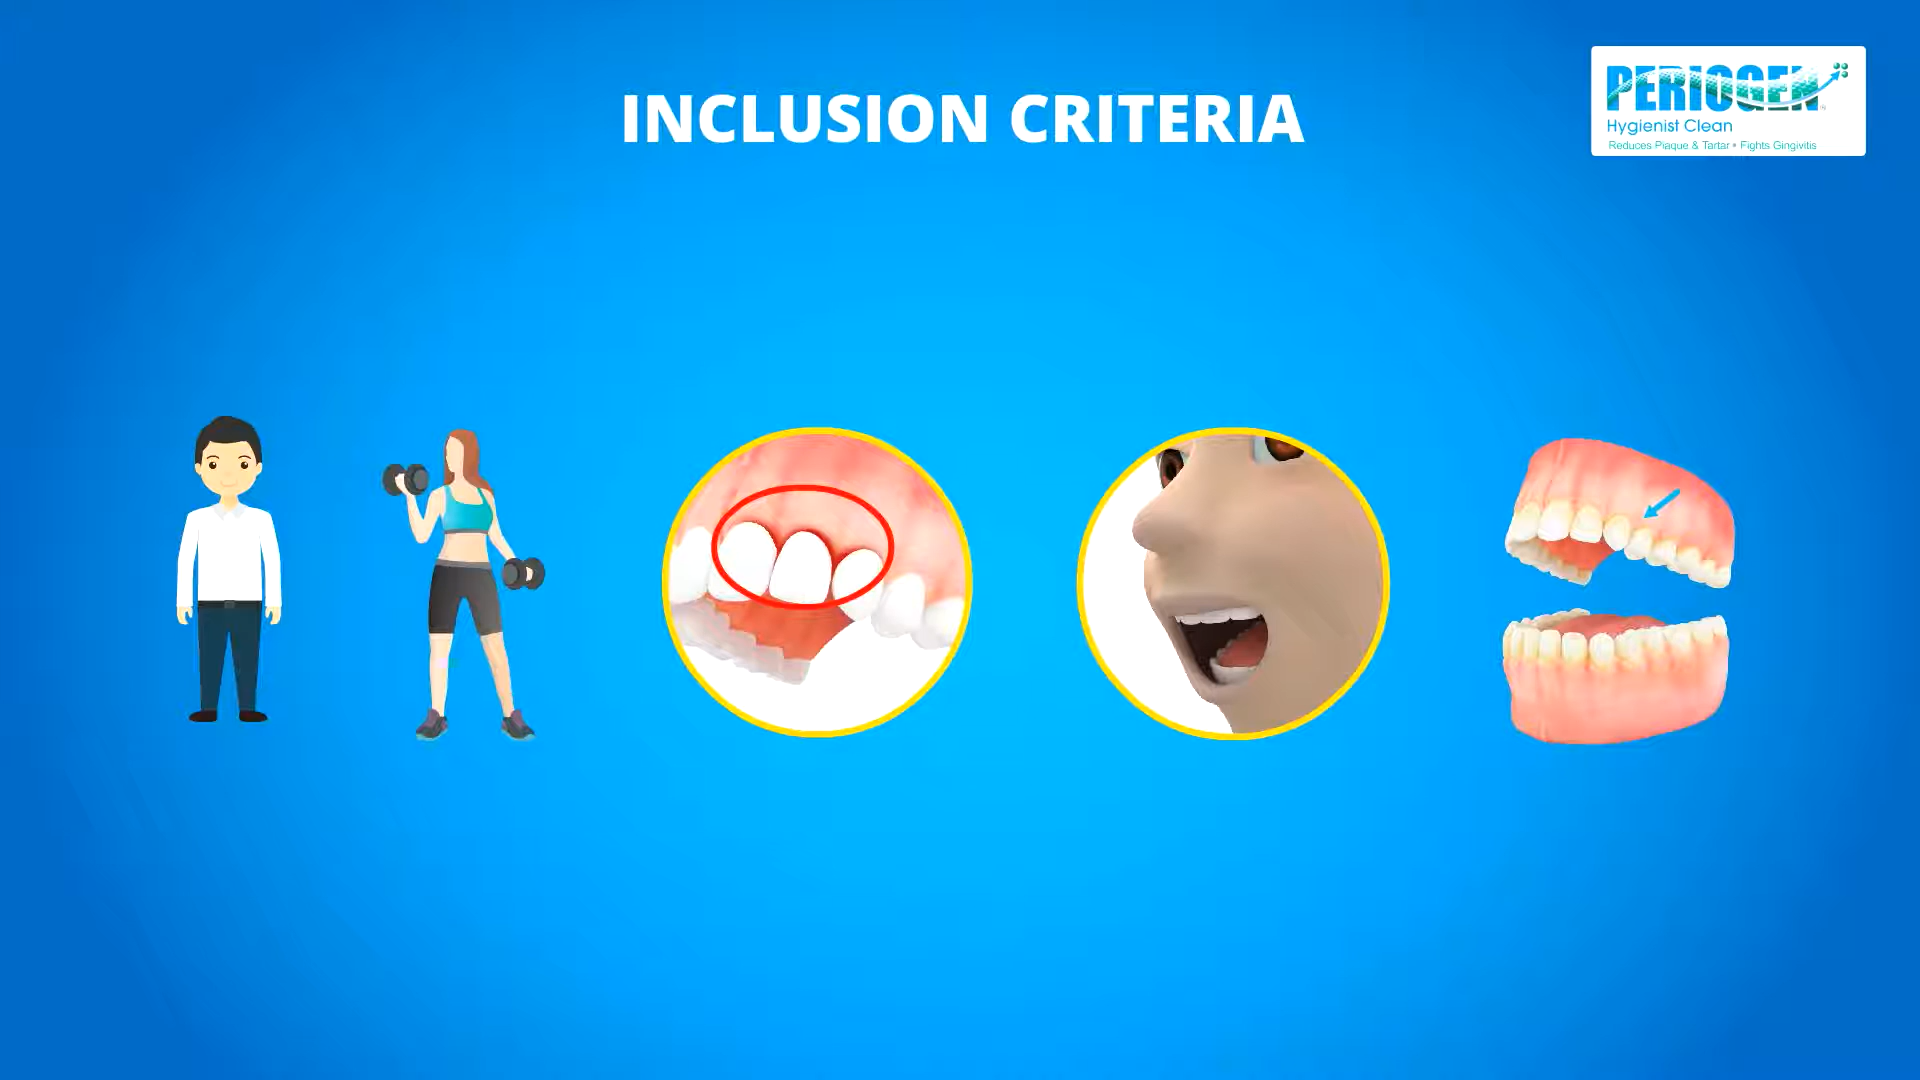 INCLUSION CRITERIA
PERIOGEN
Hygienist Clean
Reduces Plaque & Tartar • Fights Gingivitis